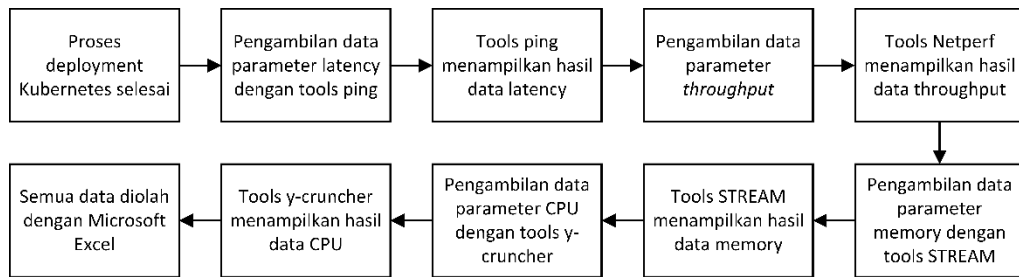 Proses
deployment
Kubernetes selesai
Pengambilan data
parameter latency
dengan tools ping
Tools ping
menampilkan hasil
data latency
Pengambilan data
parameter
throughput
Tools Netperf
menampilkan hasil
data throughput
Pengambilan data
parameter
memory dengan
tools STREAM
Tools STREAM
menampilkan hasil
data memory
Pengambilan data
parameter CPU
dengan tools y-
cruncher
Tools y-cruncher
menampilkan hasil
data CPU
Semua data diolah
dengan Microsoft
Excel